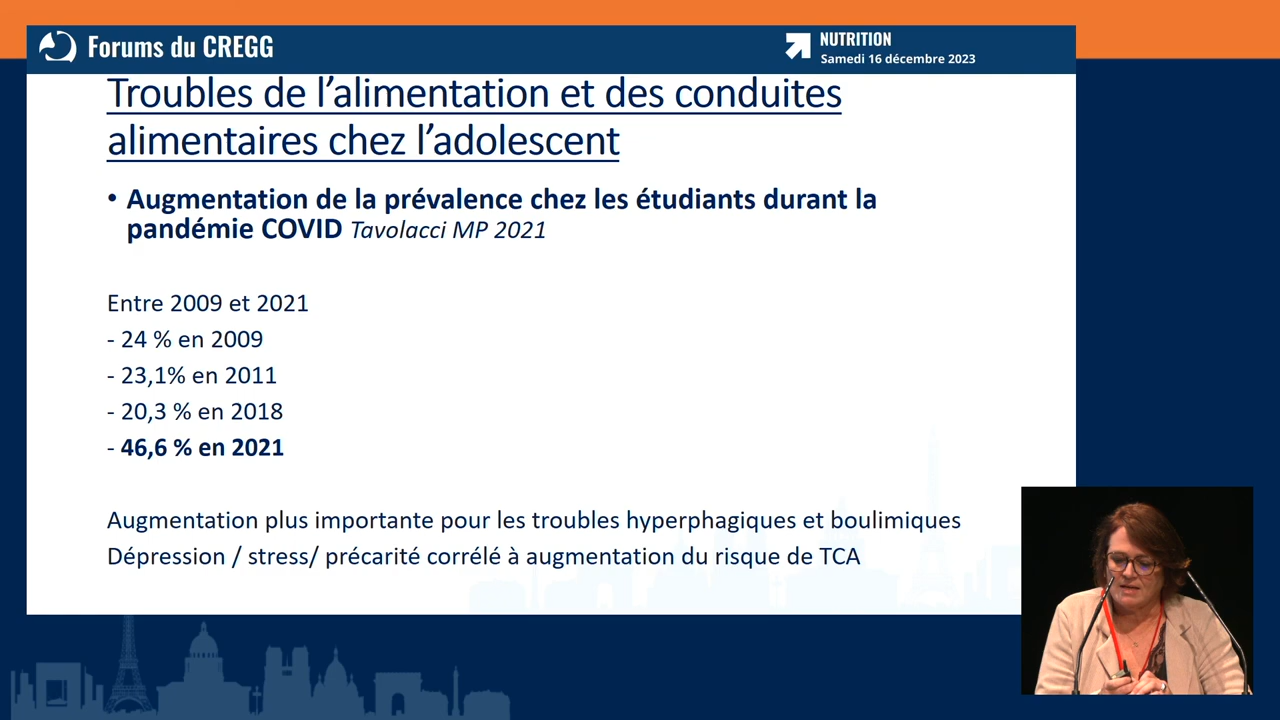 Forums du CREGG
NUTRITION
Samedi 16 décembre 2023
Troubles de l'alimentation et des conduites
alimentaires chez l'adolescent
• Augmentation de la prévalence chez les étudiants durant la
pandémie COVID Tavolacci MP 2021
Entre 2009 et 2021
- 24 % en 2009
- 23,1% en 2011
- 20,3 % en 2018
- 46,6 % en 2021
Augmentation plus importante pour les troubles hyperphagiques et boulimiques
Dépression / stress/ précarité corrélé à augmentation du risque de TCA